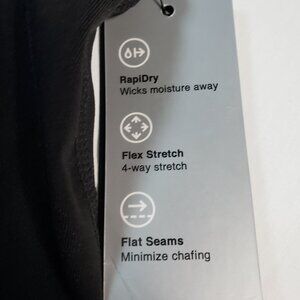 RapiDry
Wicks moisture away
Flex Stretch
4-way stretch
Flat Seams
Minimize chafing